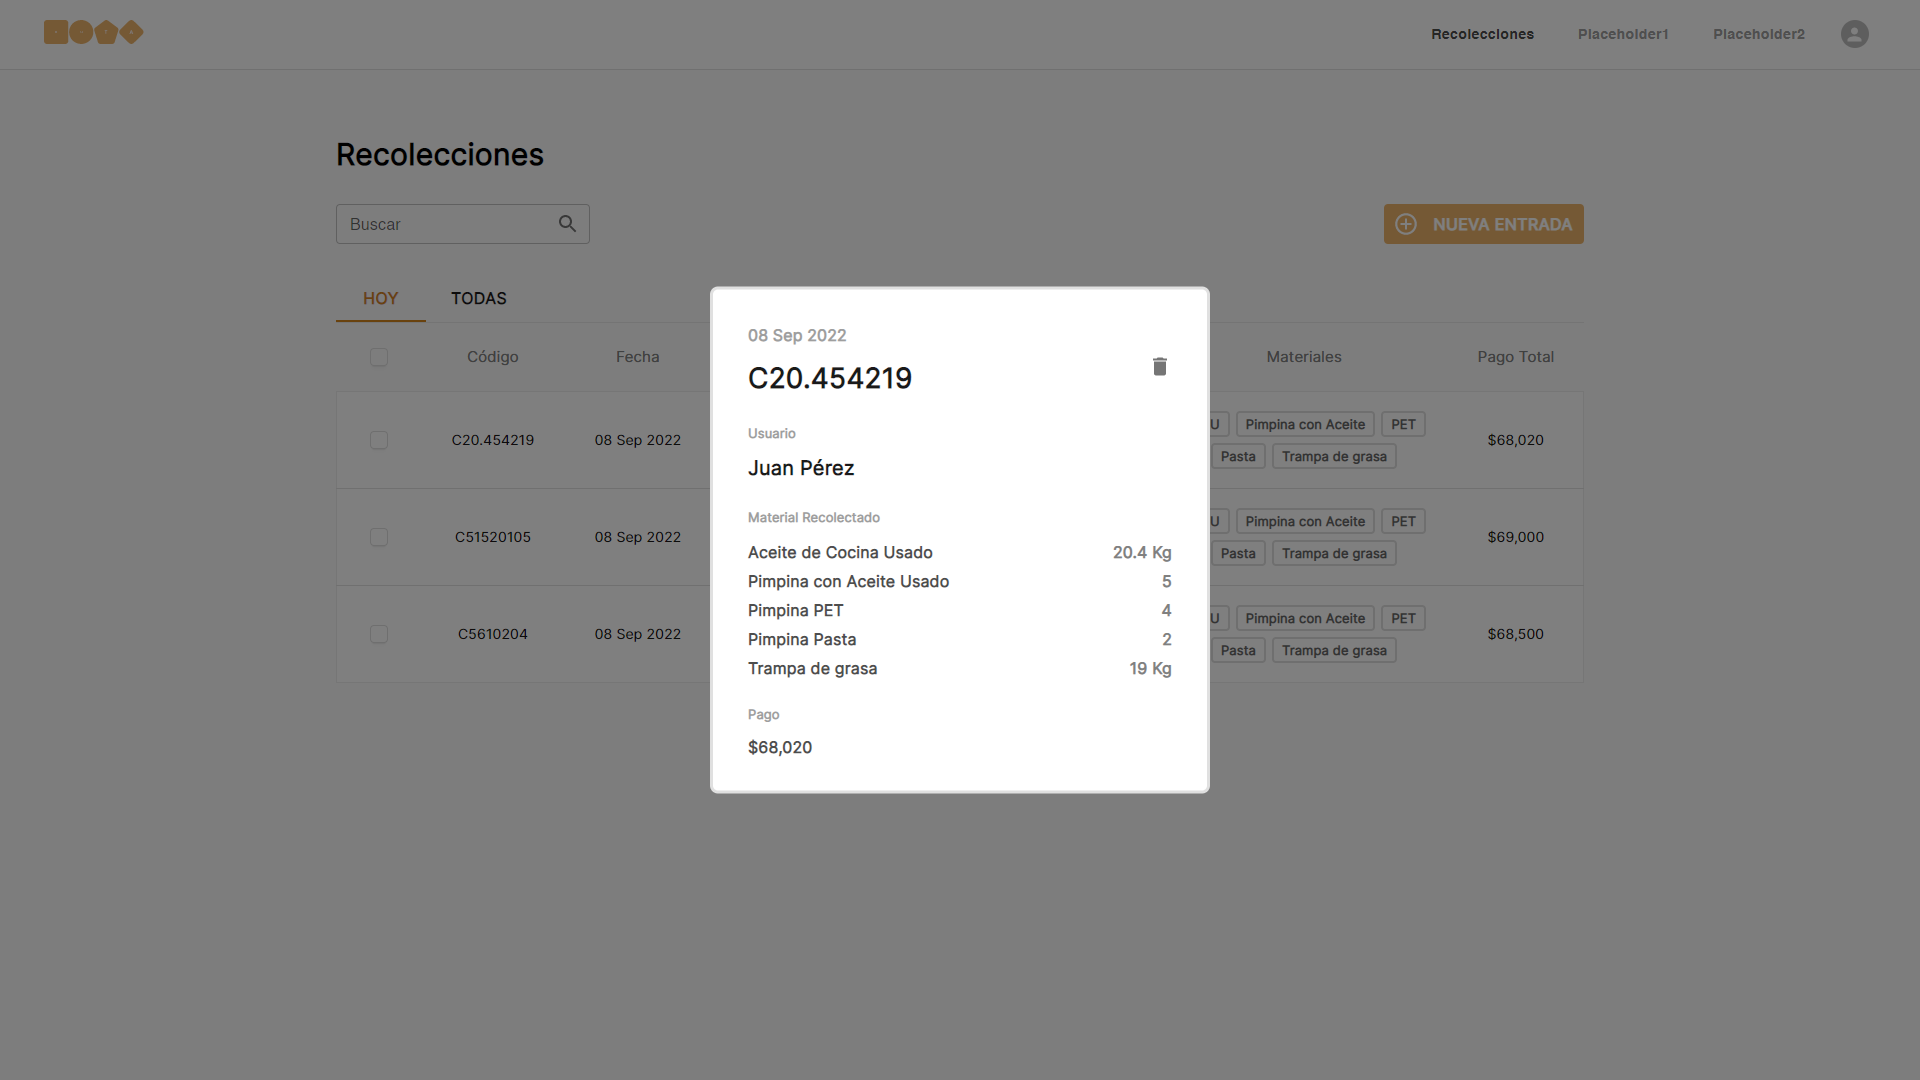 Recolecciones
Placeholder1
Placeholder2
Recolecciones
Buscar
NUEVA ENTRADA
HOY
TODAS
Código
Fecha
Materiales
Pago Total
C20.454219
08 Sep 2022
U
Pimpina con Aceite
PET
Pasta
Trampa de grasa
$68,020
C51520105
08 Sep 2022
U
Pimpina con Aceite
PET
Pasta
Trampa de grasa
$69,000
C5610204
08 Sep 2022
U
Pimpina con Aceite
PET
Pasta
Trampa de grasa
$68,500
08 Sep 2022
C20.454219
Usuario
Juan Pérez
Material Recolectado
Aceite de Cocina Usado 20.4 Kg
Pimpina con Aceite Usado 5
Pimpina PET 4
Pimpina Pasta 2
Trampa de grasa 19 Kg
Pago
$68,020